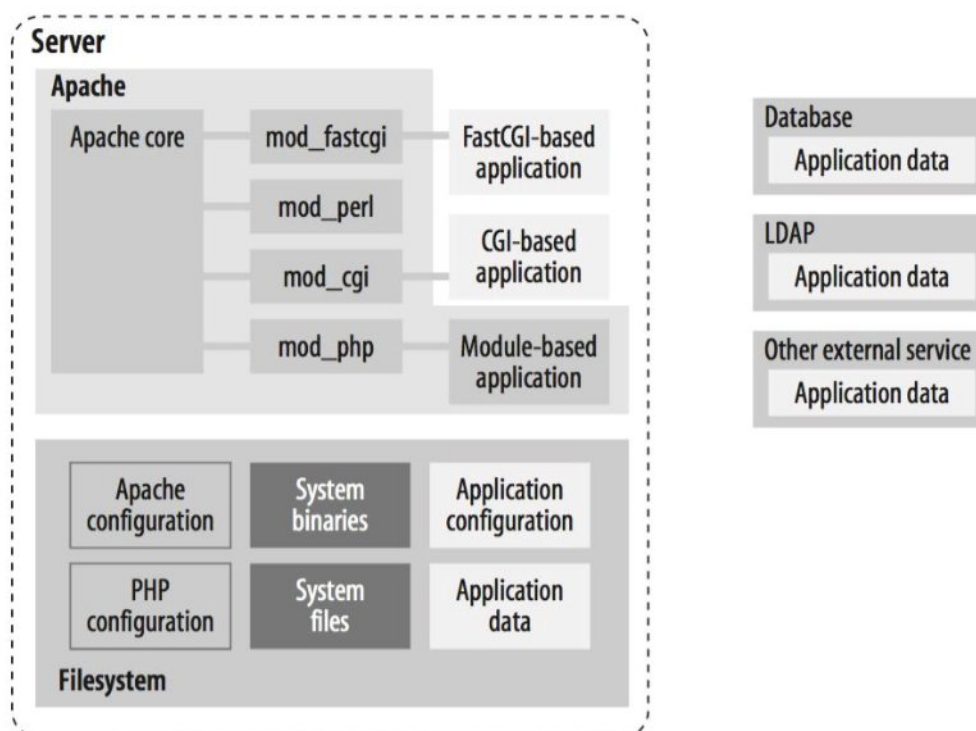 Server
Apache
Apache core
mod_fastcgi
FastCGI-based
application
mod_perl
CGI-based
application
mod_cgi
mod_php
Module-based
application
Apache
configuration
System
binaries
Application
configuration
PHP
configuration
System
files
Application
data
Filesystem
Database
Application data
LDAP
Application data
Other external service
Application data